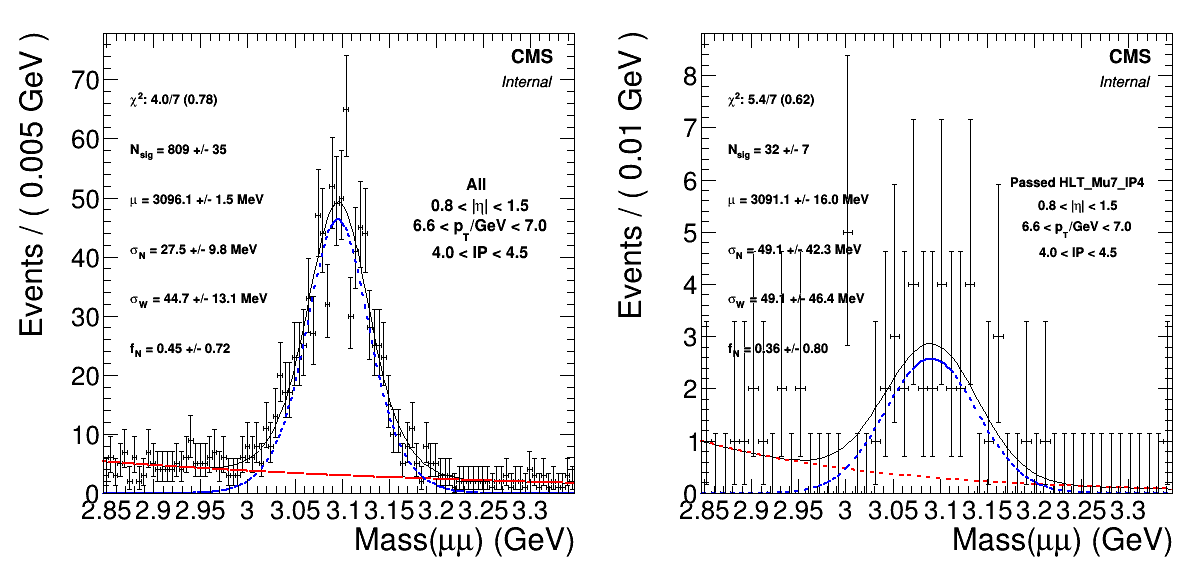 CMS
Internal
χ²: 4.0/7 (0.78)
N_sig = 809 +/- 35
μ = 3096.1 +/- 1.5 MeV
σ_N = 27.5 +/- 9.8 MeV
σ_W = 44.7 +/- 13.1 MeV
f_N = 0.45 +/- 0.72
All
0.8 < |η| < 1.5
6.6 < p_T/GeV < 7.0
4.0 < IP < 4.5
Events / ( 0.005 GeV )
70
60
50
40
30
20
10
0
2.85 2.9 2.95 3 3.05 3.1 3.15 3.2 3.25 3.3
Mass(μμ) (GeV)
CMS
Internal
χ²: 5.4/7 (0.62)
N_sig = 32 +/- 7
μ = 3091.1 +/- 16.0 MeV
σ_N = 49.1 +/- 42.3 MeV
σ_W = 49.1 +/- 46.4 MeV
f_N = 0.36 +/- 0.80
Passed HLT_Mu7_IP4
0.8 < |η| < 1.5
6.6 < p_T/GeV < 7.0
4.0 < IP < 4.5
Events / ( 0.01 GeV )
8
7
6
5
4
3
2
1
0
2.85 2.9 2.95 3 3.05 3.1 3.15 3.2 3.25 3.3
Mass(μμ) (GeV)